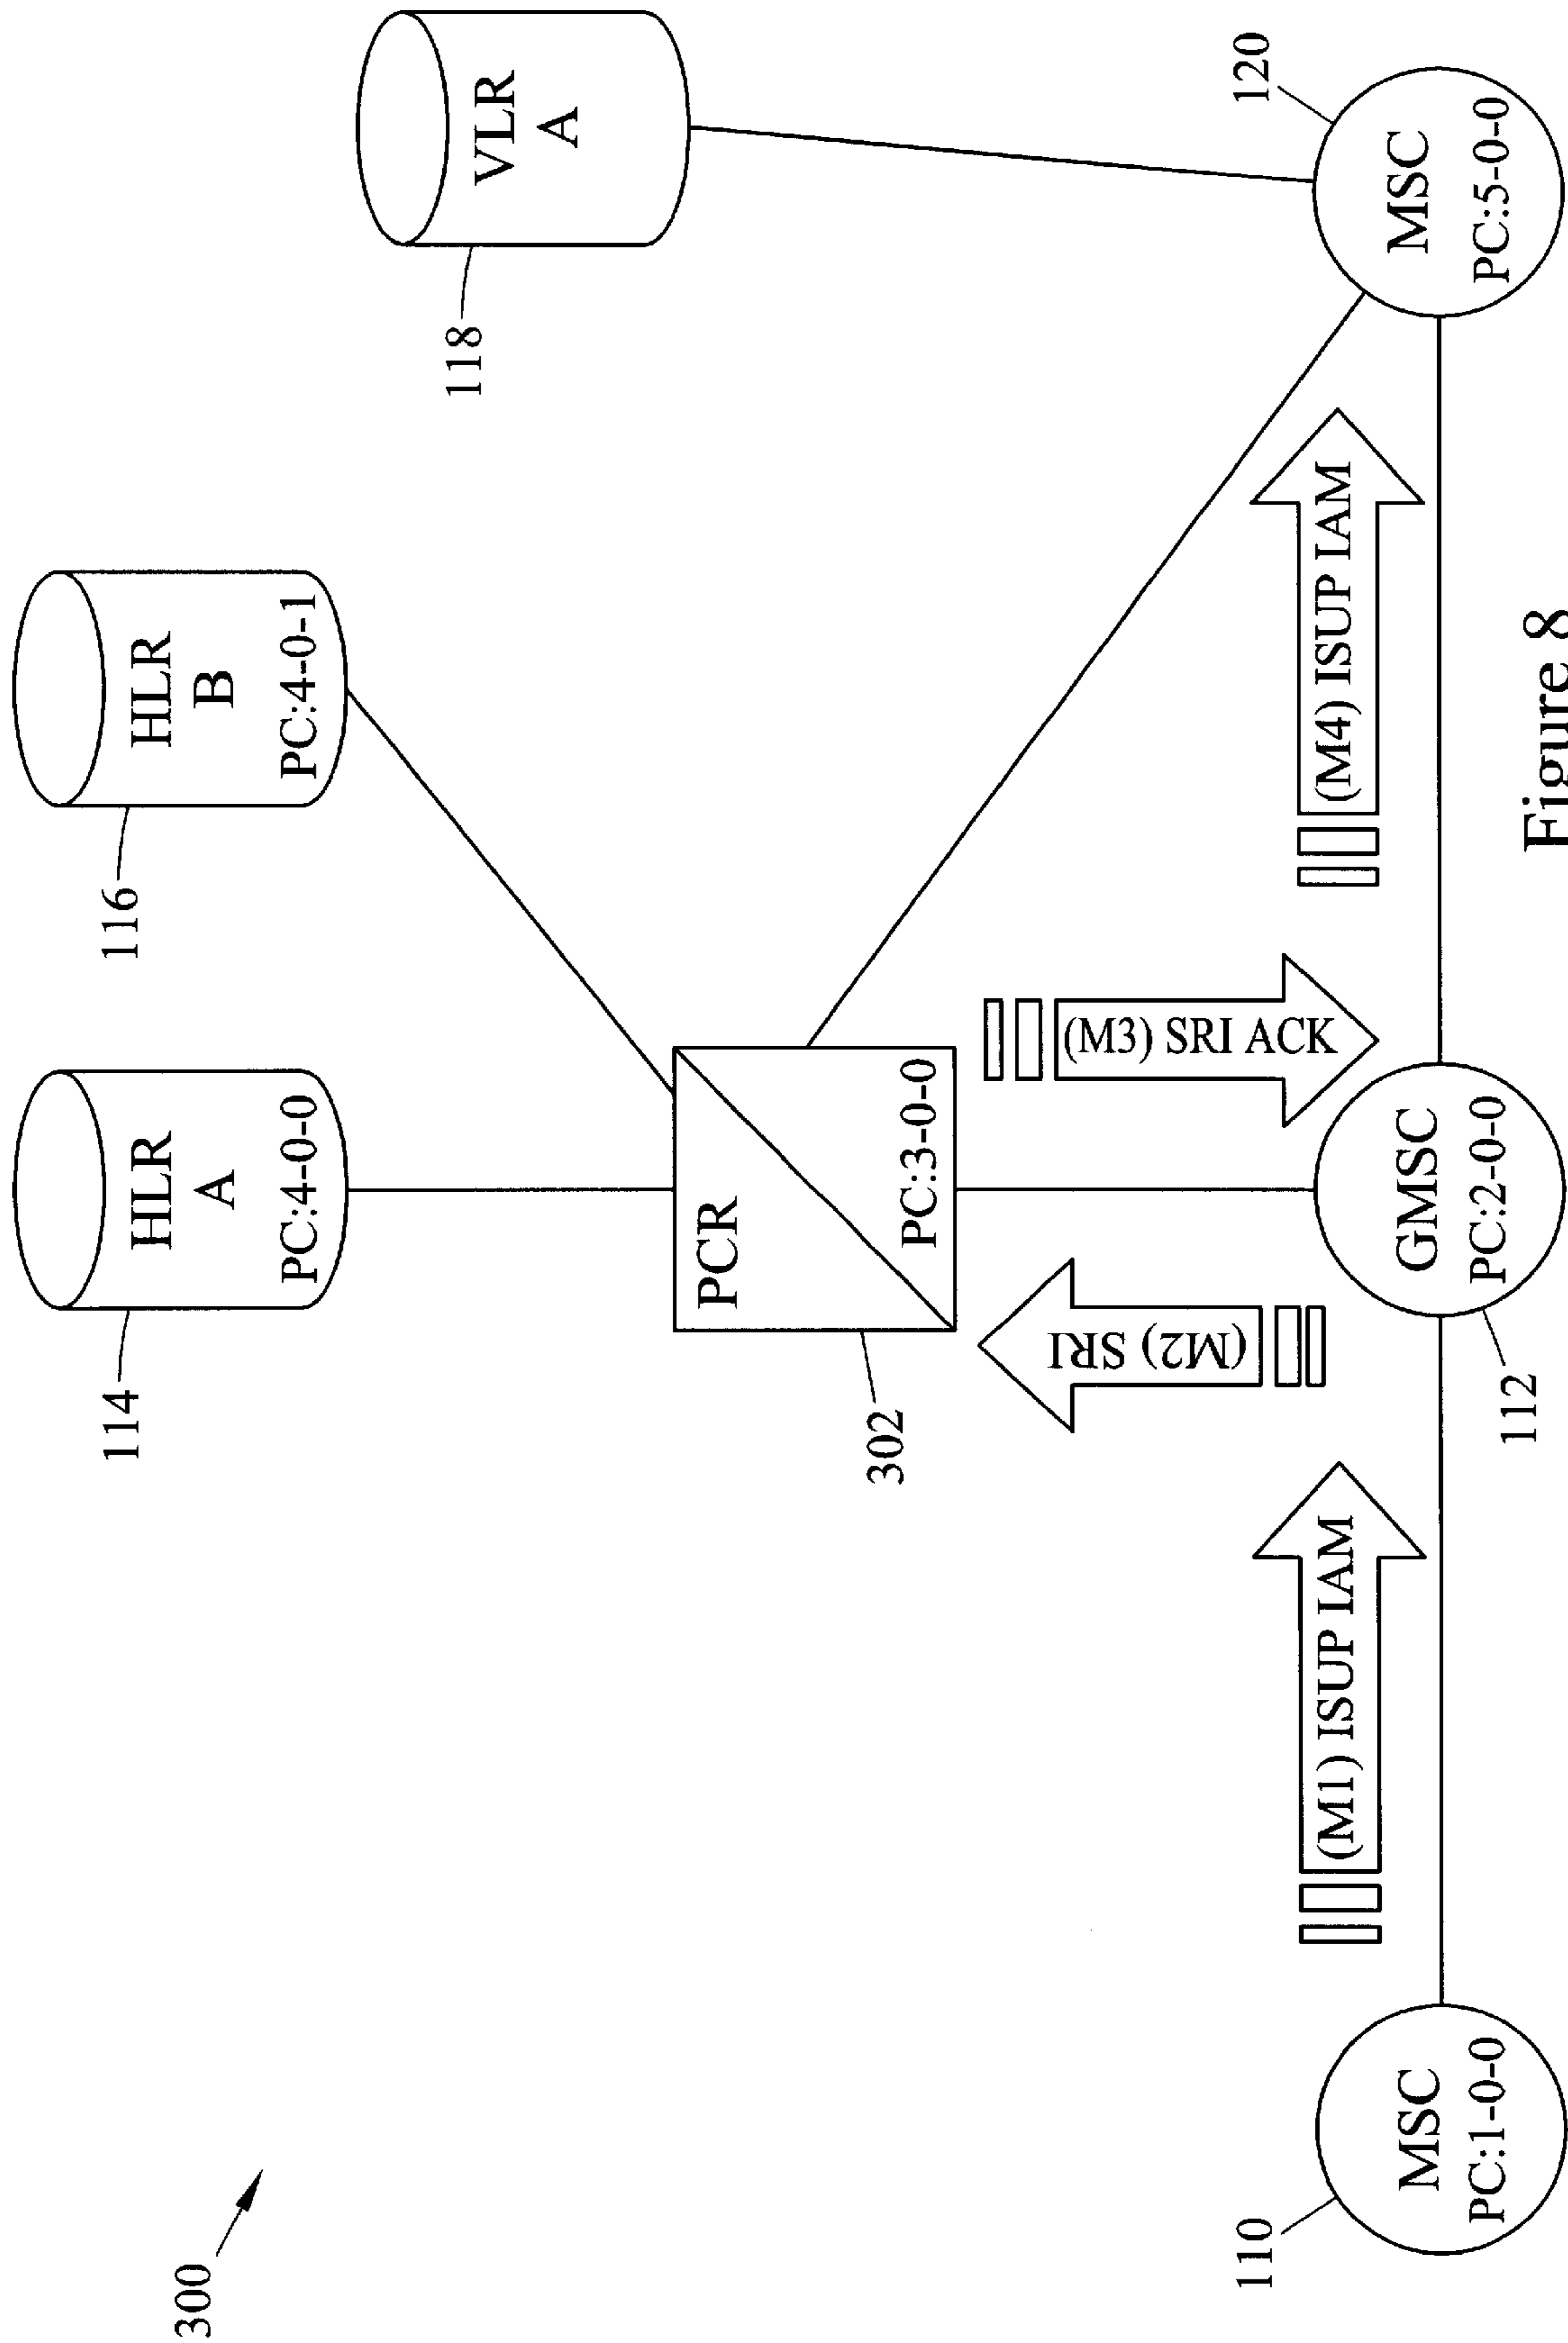 300
114
HLR
A
PC:4-0-0
116
HLR
B
PC:4-0-1
118
VLR
A
302
PCR
PC:3-0-0
(M2) SRI
(M3) SRI ACK
110
MSC
PC:1-0-0
(M1) ISUP IAM
112
GMSC
PC:2-0-0
(M4) ISUP IAM
120
MSC
PC:5-0-0
Figure 8